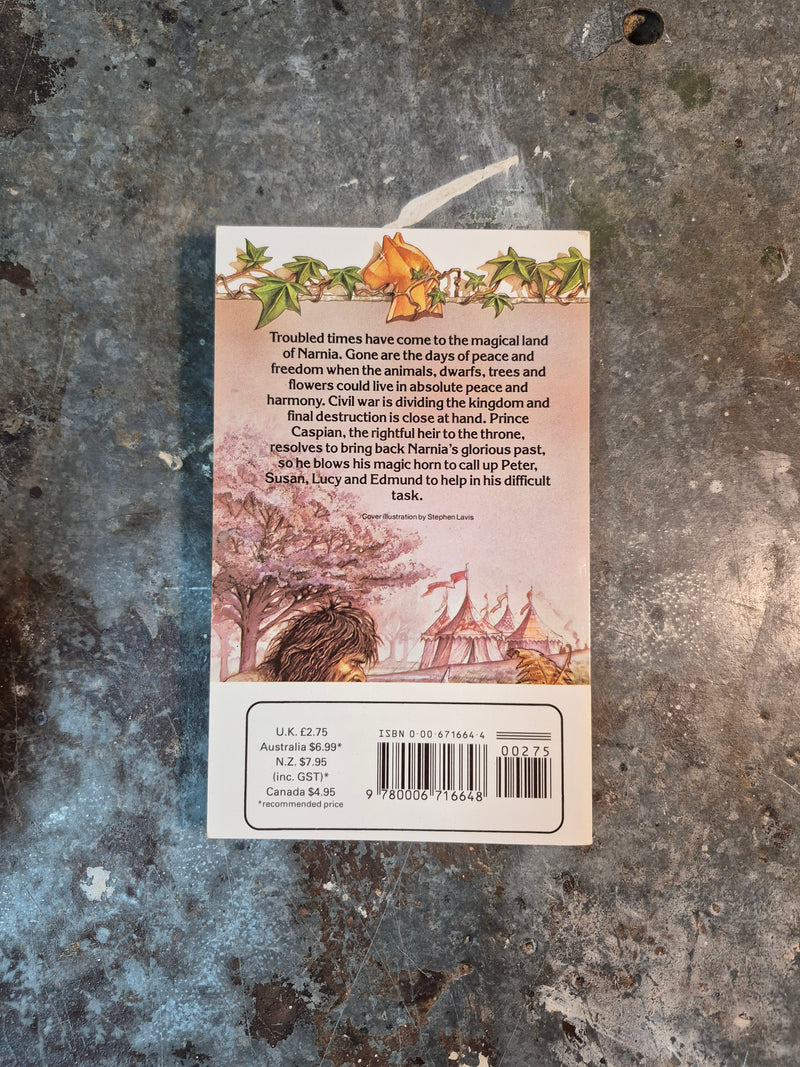 Troubled times have come to the magical land
of Narnia. Gone are the days of peace and
freedom when the animals, dwarfs, trees and
flowers could live in absolute peace and
harmony. Civil war is dividing the kingdom and
final destruction is close at hand. Prince
Caspian, the rightful heir to the throne,
resolves to bring back Narnia's glorious past,
so he blows his magic horn to call up Peter,
Susan, Lucy and Edmund to help in his difficult
task.
Cover illustration by Stephen Lavis
U.K. £2.75
Australia $6.99*
N.Z. $7.95
(inc. GST)*
Canada $4.95
*recommended price
ISBN 0-00-671664-4
00275
9 780006 716648